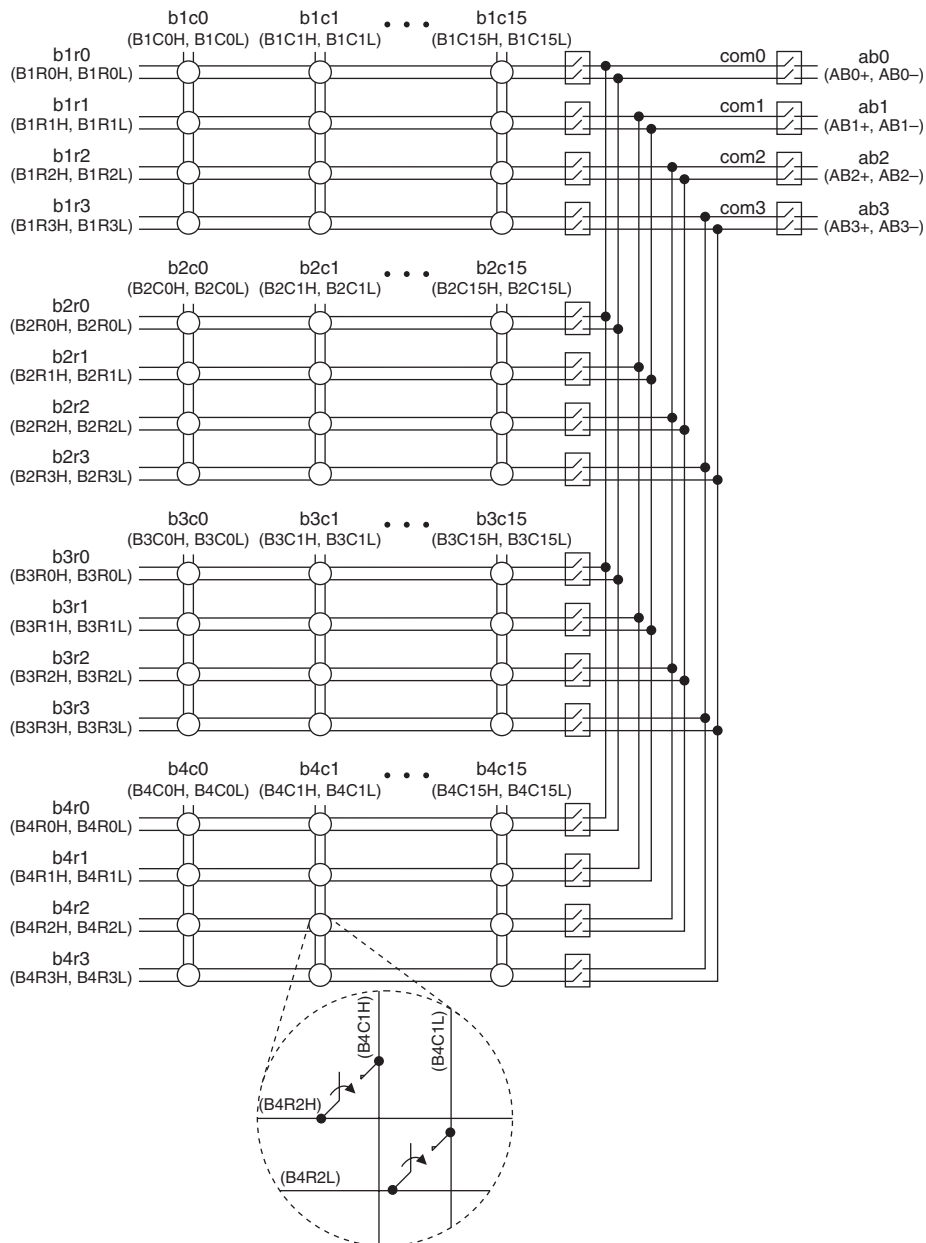 b1c0 b1c1 • • • b1c15
(B1C0H, B1C0L) (B1C1H, B1C1L) (B1C15H, B1C15L)
b1r0 com0 ab0
(B1R0H, B1R0L) (AB0+, AB0–)
b1r1 com1 ab1
(B1R1H, B1R1L) (AB1+, AB1–)
b1r2 com2 ab2
(B1R2H, B1R2L) (AB2+, AB2–)
b1r3 com3 ab3
(B1R3H, B1R3L) (AB3+, AB3–)
b2c0 b2c1 • • • b2c15
(B2C0H, B2C0L) (B2C1H, B2C1L) (B2C15H, B2C15L)
b2r0
(B2R0H, B2R0L)
b2r1
(B2R1H, B2R1L)
b2r2
(B2R2H, B2R2L)
b2r3
(B2R3H, B2R3L)
b3c0 b3c1 • • • b3c15
(B3C0H, B3C0L) (B3C1H, B3C1L) (B3C15H, B3C15L)
b3r0
(B3R0H, B3R0L)
b3r1
(B3R1H, B3R1L)
b3r2
(B3R2H, B3R2L)
b3r3
(B3R3H, B3R3L)
b4c0 b4c1 • • • b4c15
(B4C0H, B4C0L) (B4C1H, B4C1L) (B4C15H, B4C15L)
b4r0
(B4R0H, B4R0L)
b4r1
(B4R1H, B4R1L)
b4r2
(B4R2H, B4R2L)
b4r3
(B4R3H, B4R3L)
(B4C1H)
(B4C1L)
(B4R2H)
(B4R2L)